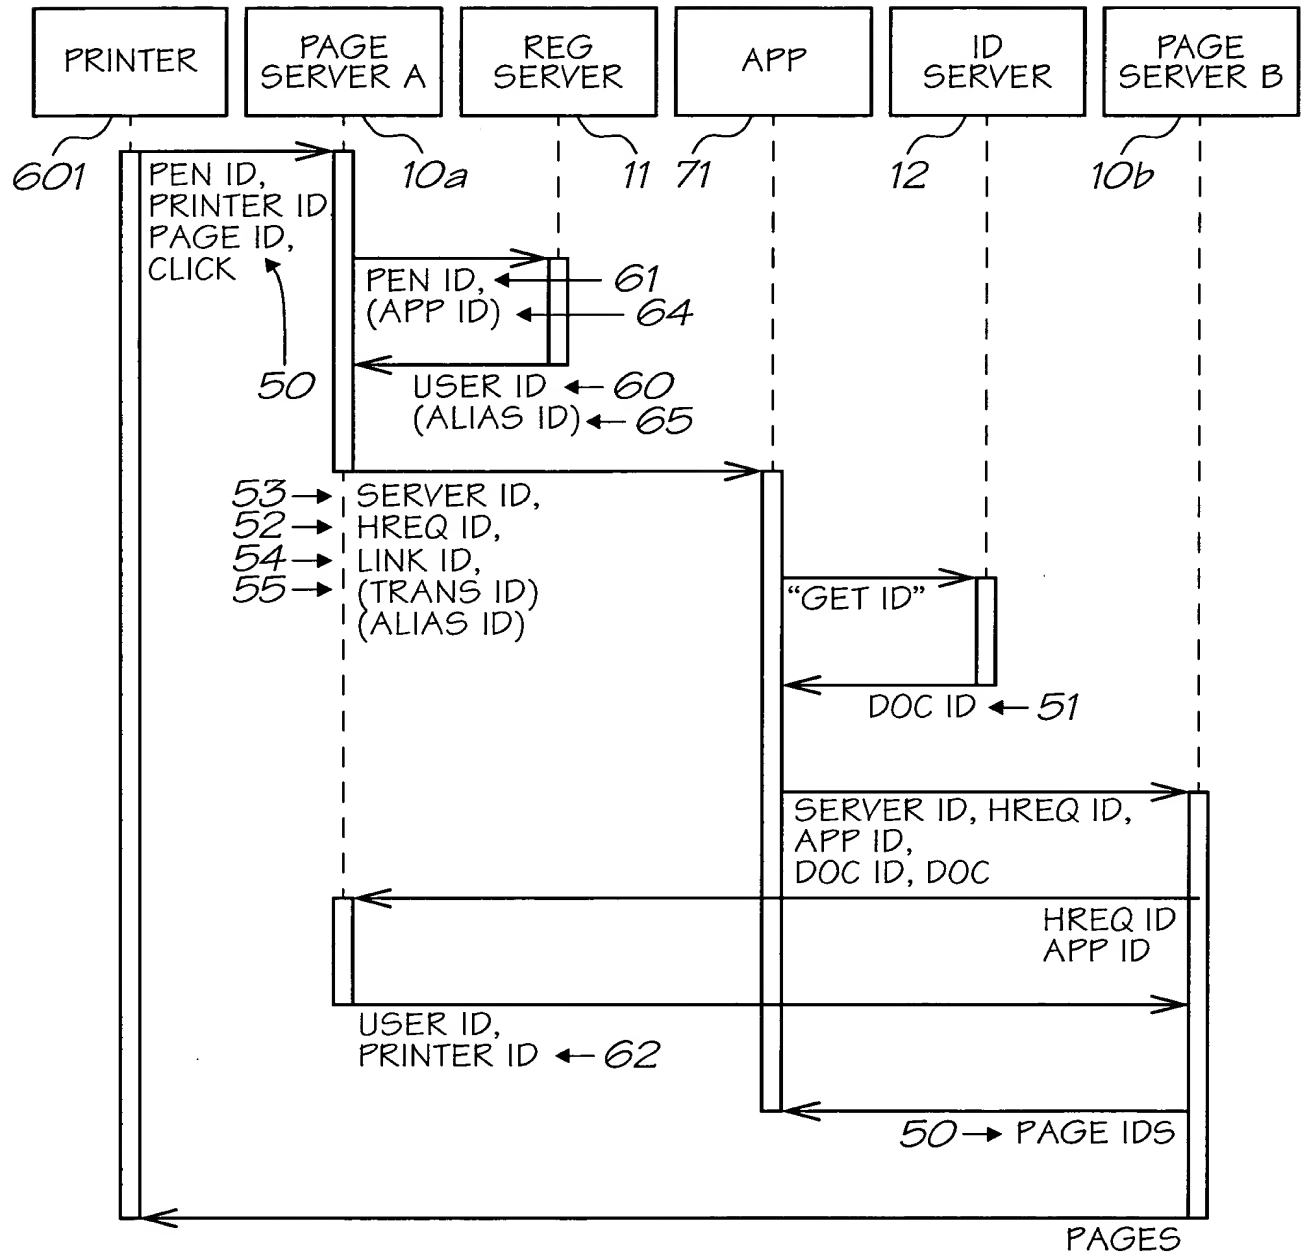 PRINTER
PAGE
SERVER A
REG
SERVER
APP
ID
SERVER
PAGE
SERVER B
601
10a
11
71
12
10b
PEN ID,
PRINTER ID
PAGE ID,
CLICK
50
PEN ID, 61
(APP ID) 64
USER ID 60
(ALIAS ID) 65
53 SERVER ID,
52 HREQ ID,
54 LINK ID,
55 (TRANS ID)
(ALIAS ID)
“GET ID”
DOC ID 51
SERVER ID, HREQ ID,
APP ID,
DOC ID, DOC
HREQ ID
APP ID
USER ID,
PRINTER ID 62
50 PAGE IDS
PAGES